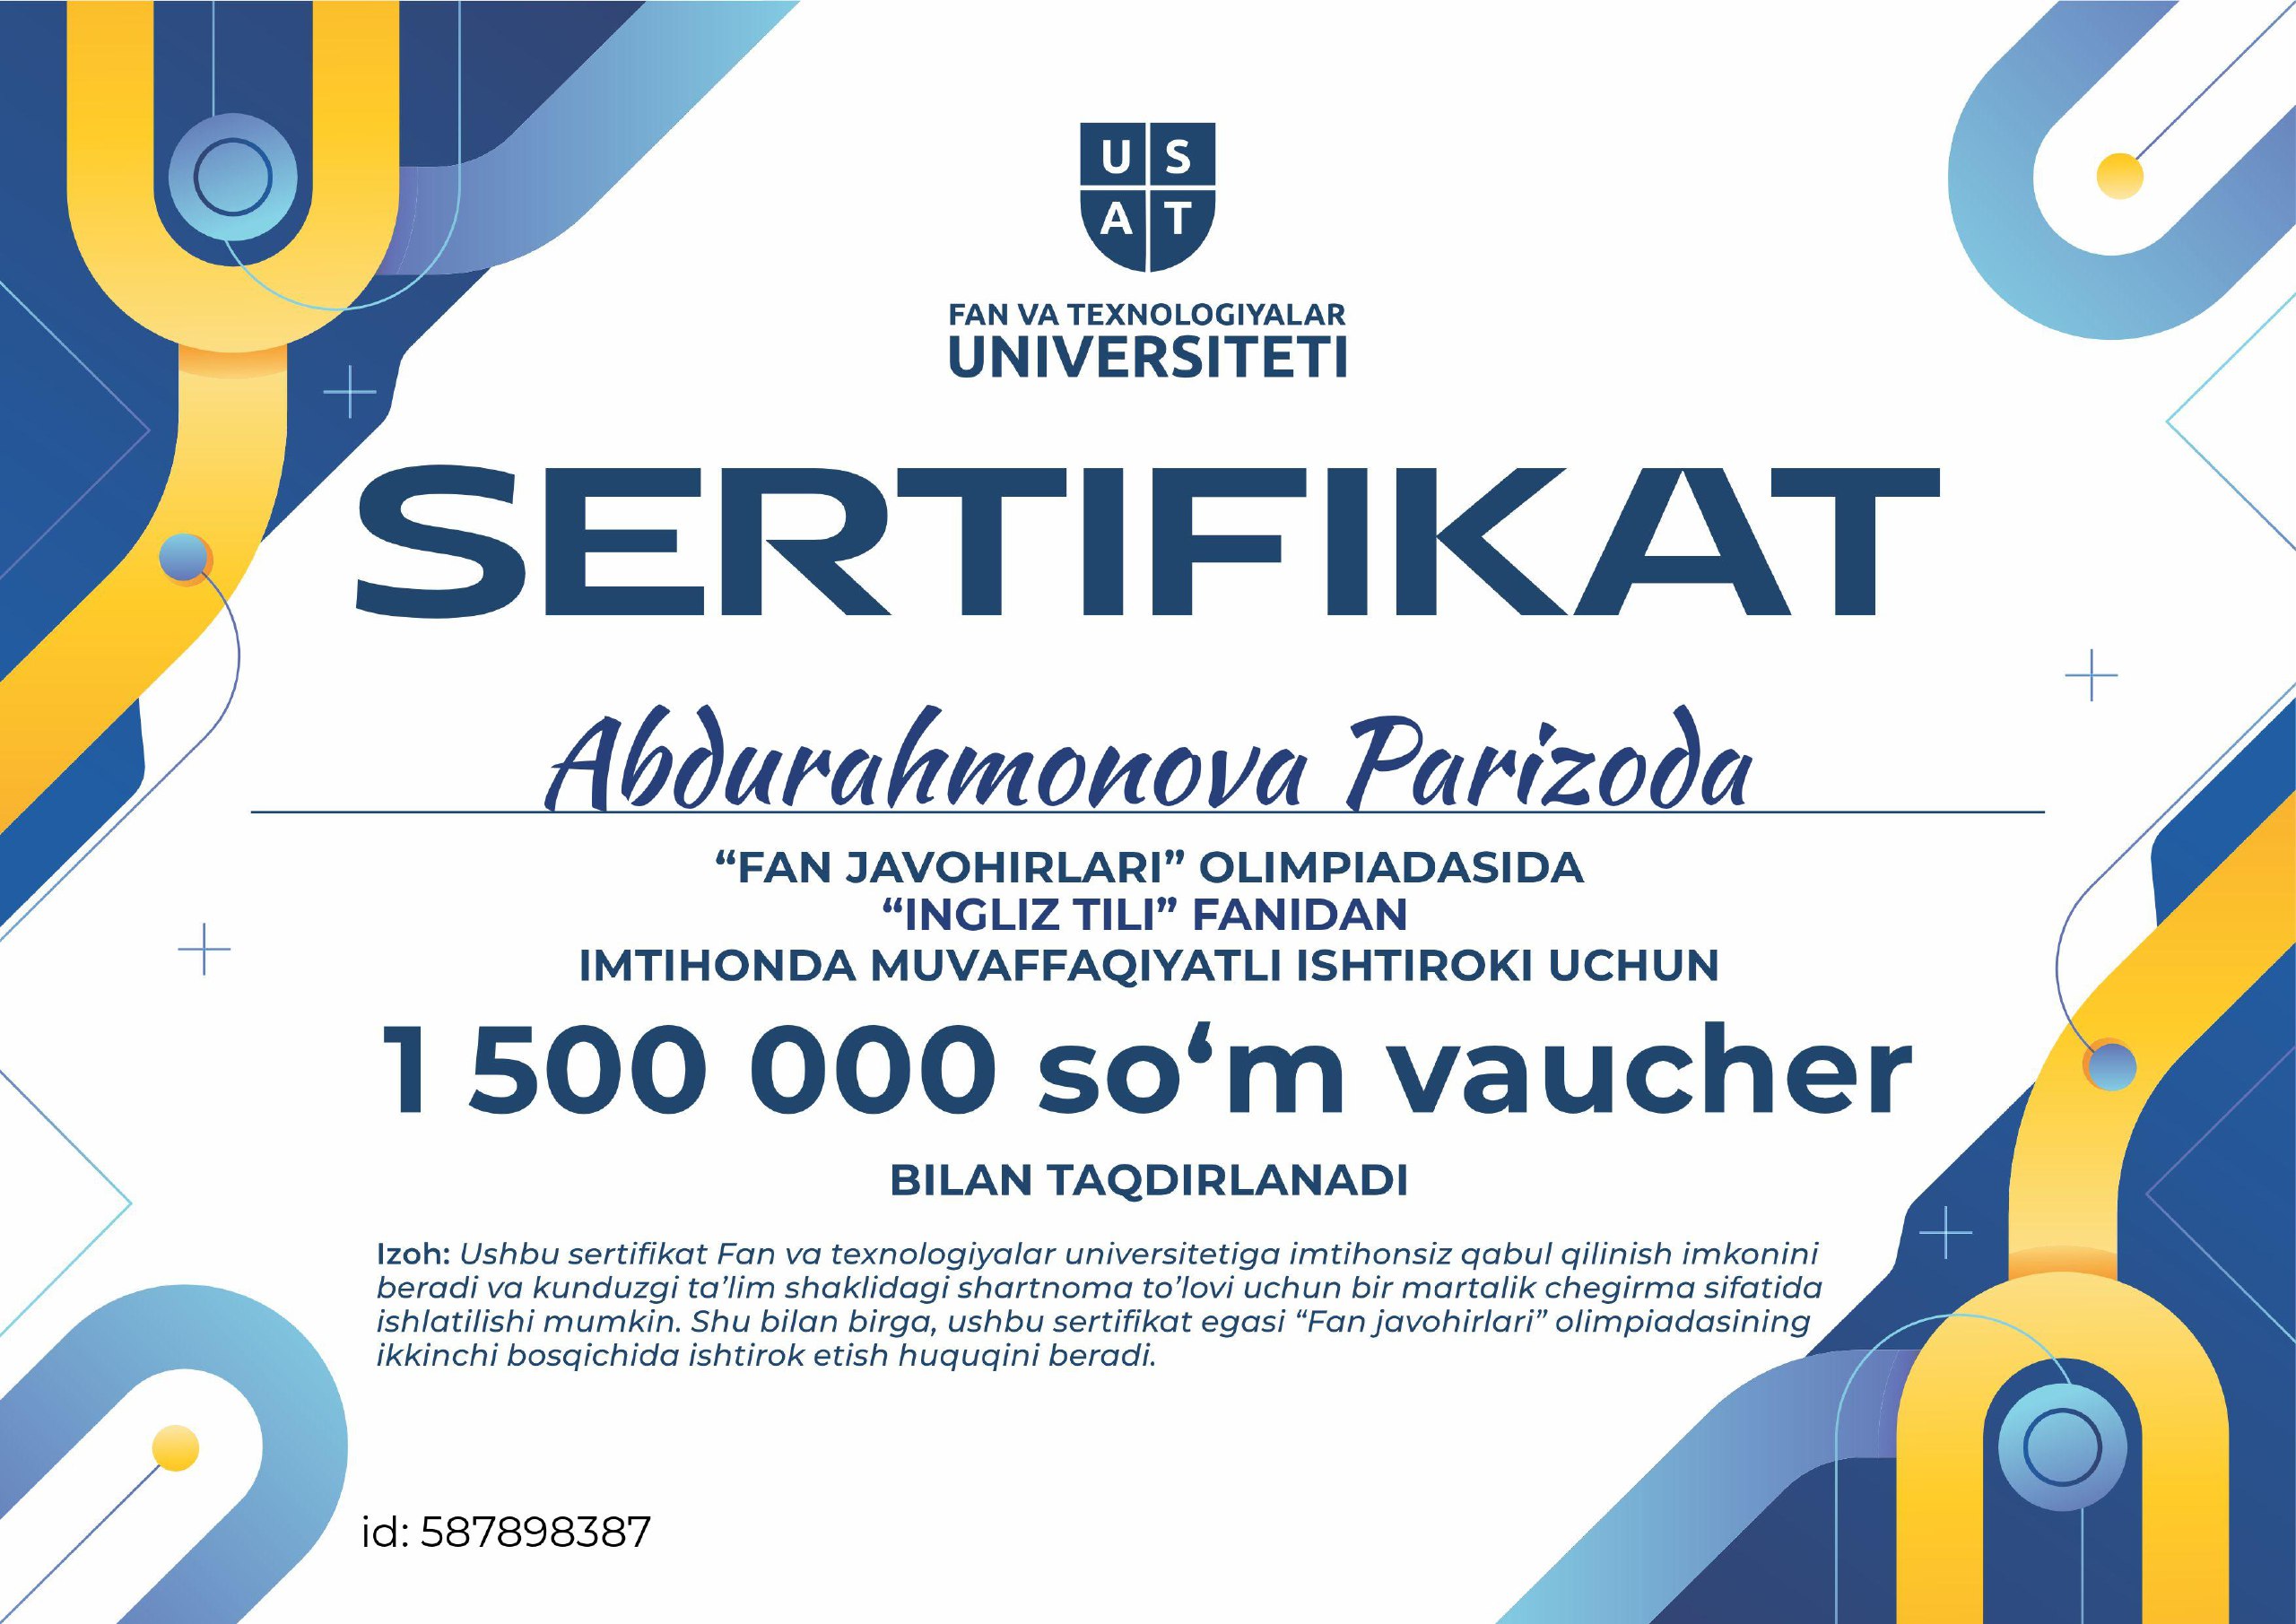 U S
A T
FAN VA TEXNOLOGIYALAR
UNIVERSITETI
SERTIFIKAT
Abdurahmonova Parizoda
“FAN JAVOHIRLARI” OLIMPIADASIDA
“INGLIZ TILI” FANIDAN
IMTIHONDA MUVAFFAQIYATLI ISHTIROKI UCHUN
1 500 000 so‘m vaucher
BILAN TAQDIRLANADI
Izoh: Ushbu sertifikat Fan va texnologiyalar universitetiga imtihonsiz qabul qilinish imkonini
beradi va kunduzgi ta’lim shaklidagi shartnoma to’lovi uchun bir martalik chegirma sifatida
ishlatilishi mumkin. Shu bilan birga, ushbu sertifikat egasi “Fan javohirlari” olimpiadasining
ikkinchi bosqichida ishtirok etish huquqini beradi.
id: 587898387